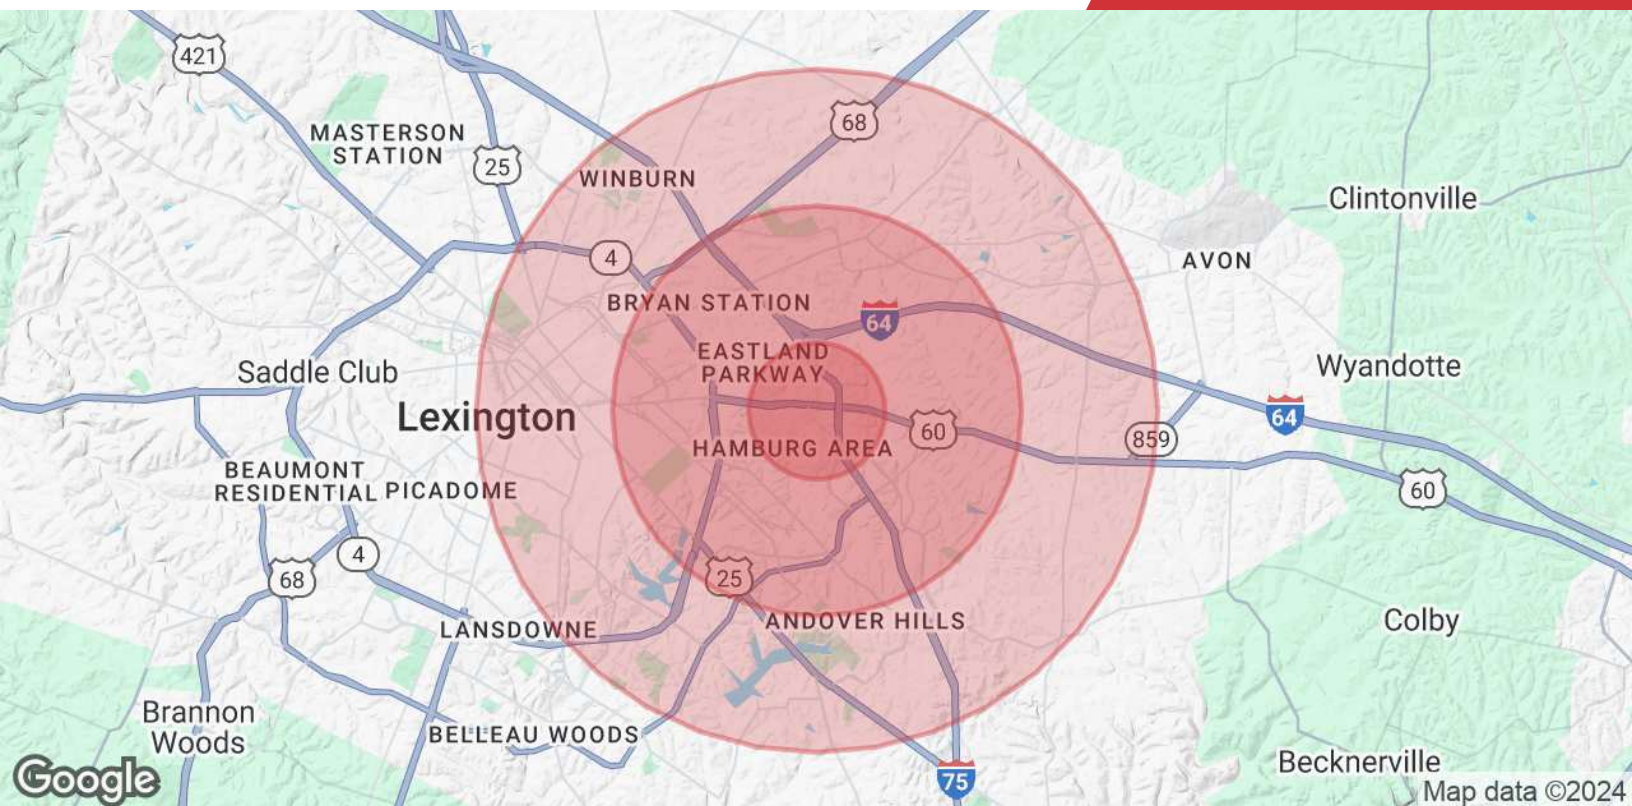 421
68
MASTERSON
STATION
25
WINBURN
Clintonville
4
AVON
BRYAN STATION
64
EASTLAND
PARKWAY
Saddle Club
Wyandotte
Lexington
64
60
859
HAMBURG AREA
BEAUMONT
RESIDENTIAL
PICADOME
60
4
68
25
LANSDOWNE
ANDOVER HILLS
Colby
Brannon
Woods
BELLEAU WOODS
Becknerville
75
Google
Map data ©2024